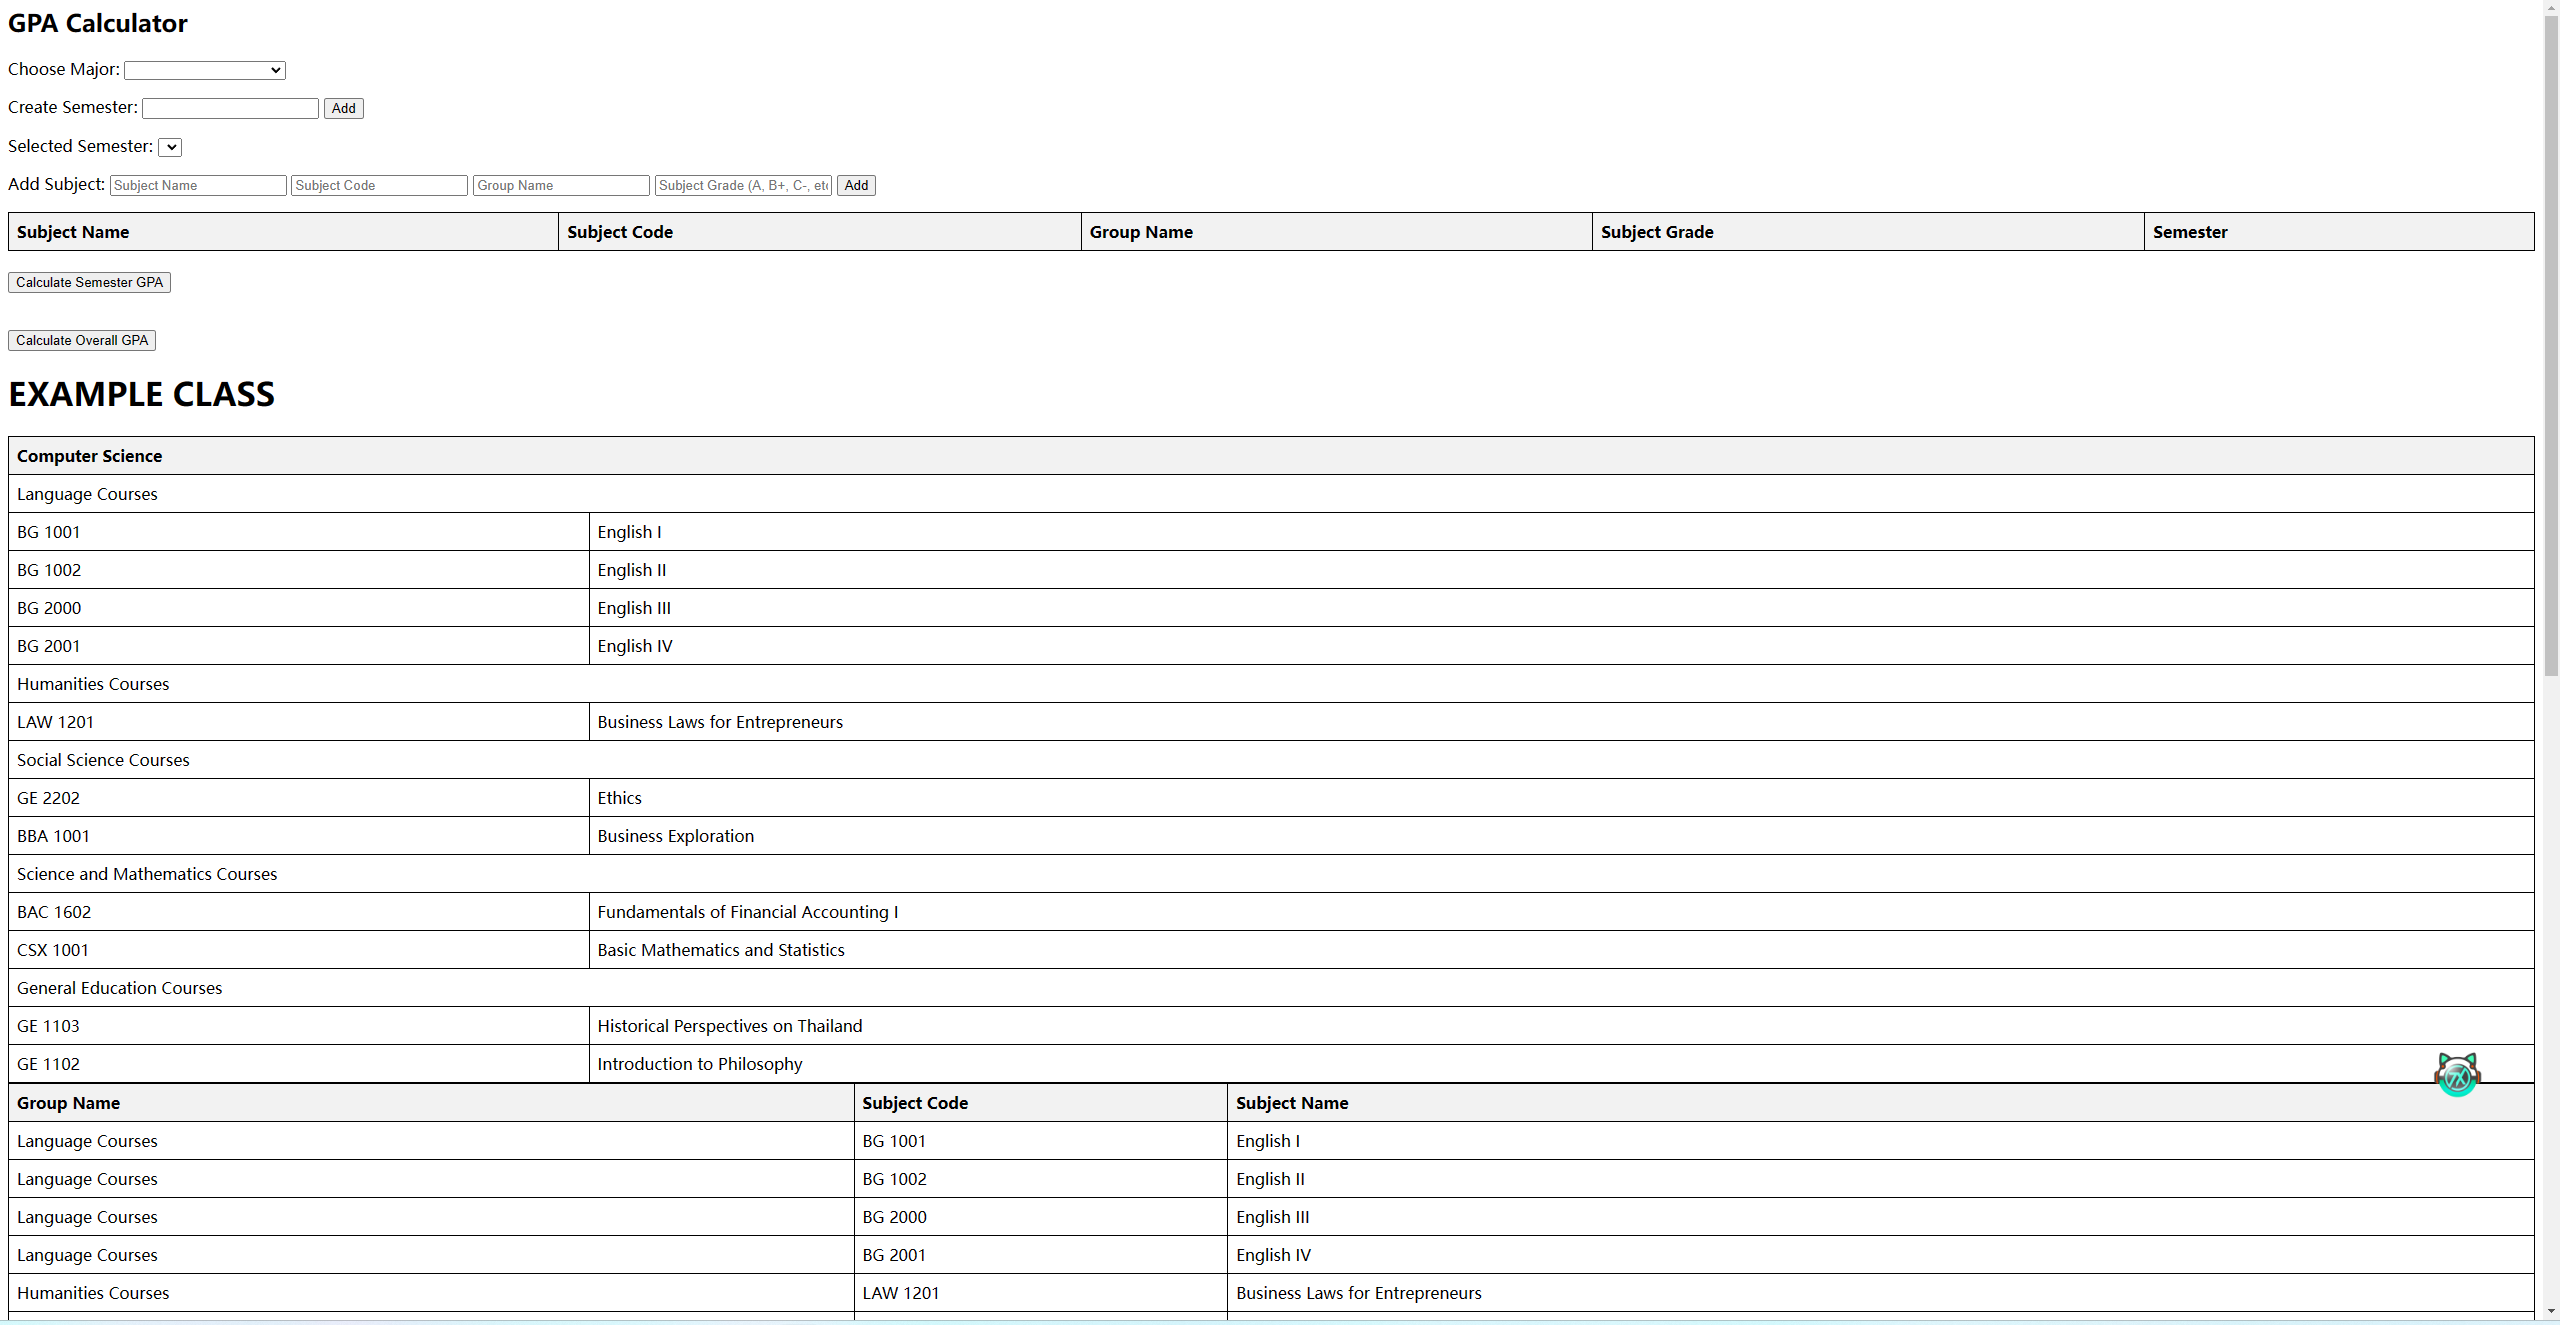 GPA Calculator
Choose Major:
Create Semester: Add
Selected Semester:
Add Subject: Subject Name Subject Code Group Name Subject Grade (A, B+, C-, etc Add
Subject Name Subject Code Group Name Subject Grade Semester
Calculate Semester GPA
Calculate Overall GPA
EXAMPLE CLASS
Computer Science
Language Courses
BG 1001 English I
BG 1002 English II
BG 2000 English III
BG 2001 English IV
Humanities Courses
LAW 1201 Business Laws for Entrepreneurs
Social Science Courses
GE 2202 Ethics
BBA 1001 Business Exploration
Science and Mathematics Courses
BAC 1602 Fundamentals of Financial Accounting I
CSX 1001 Basic Mathematics and Statistics
General Education Courses
GE 1103 Historical Perspectives on Thailand
GE 1102 Introduction to Philosophy
Group Name Subject Code Subject Name
Language Courses BG 1001 English I
Language Courses BG 1002 English II
Language Courses BG 2000 English III
Language Courses BG 2001 English IV
Humanities Courses LAW 1201 Business Laws for Entrepreneurs